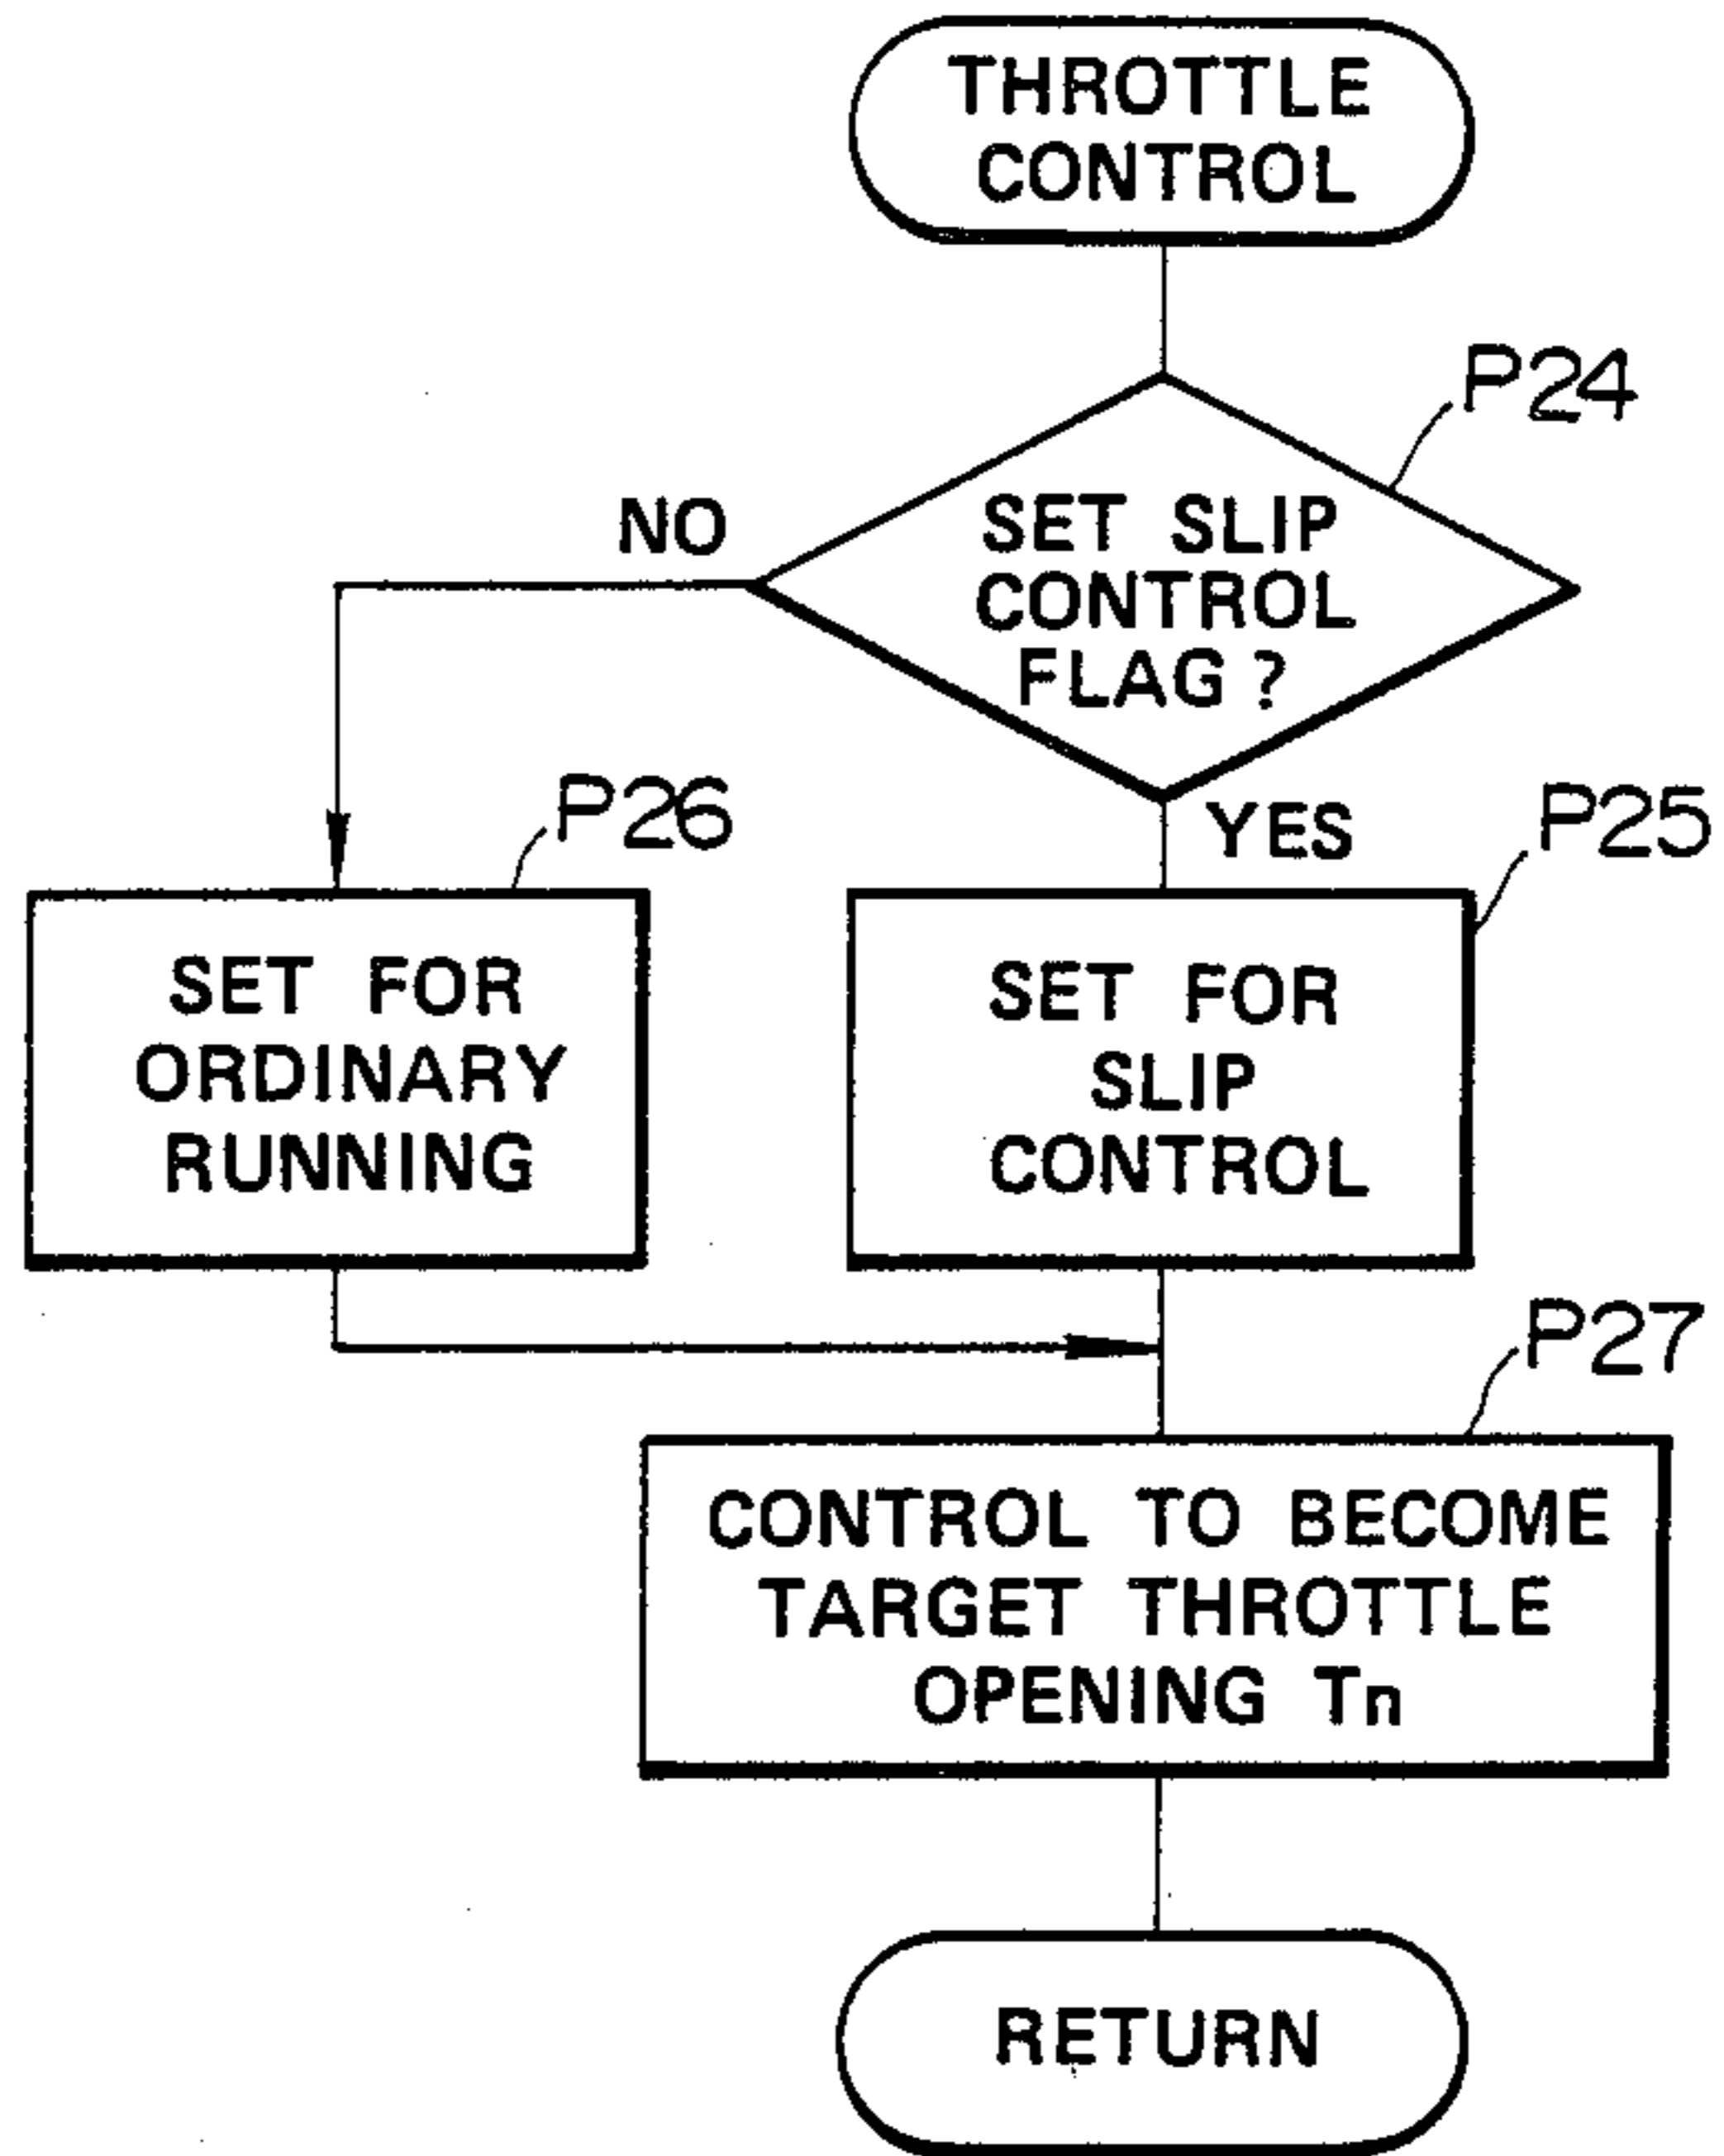 THROTTLE
CONTROL
P24
NO
SET SLIP
CONTROL
FLAG ?
YES
P26
P25
SET FOR
ORDINARY
RUNNING
SET FOR
SLIP
CONTROL
P27
CONTROL TO BECOME
TARGET THROTTLE
OPENING Tn
RETURN